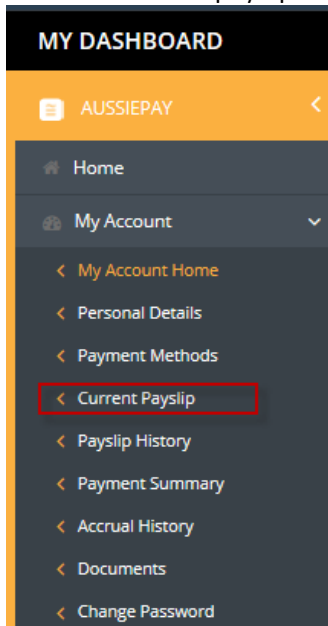 MY DASHBOARD
AUSSIEPAY
Home
My Account
My Account Home
Personal Details
Payment Methods
Current Payslip
Payslip History
Payment Summary
Accrual History
Documents
Change Password